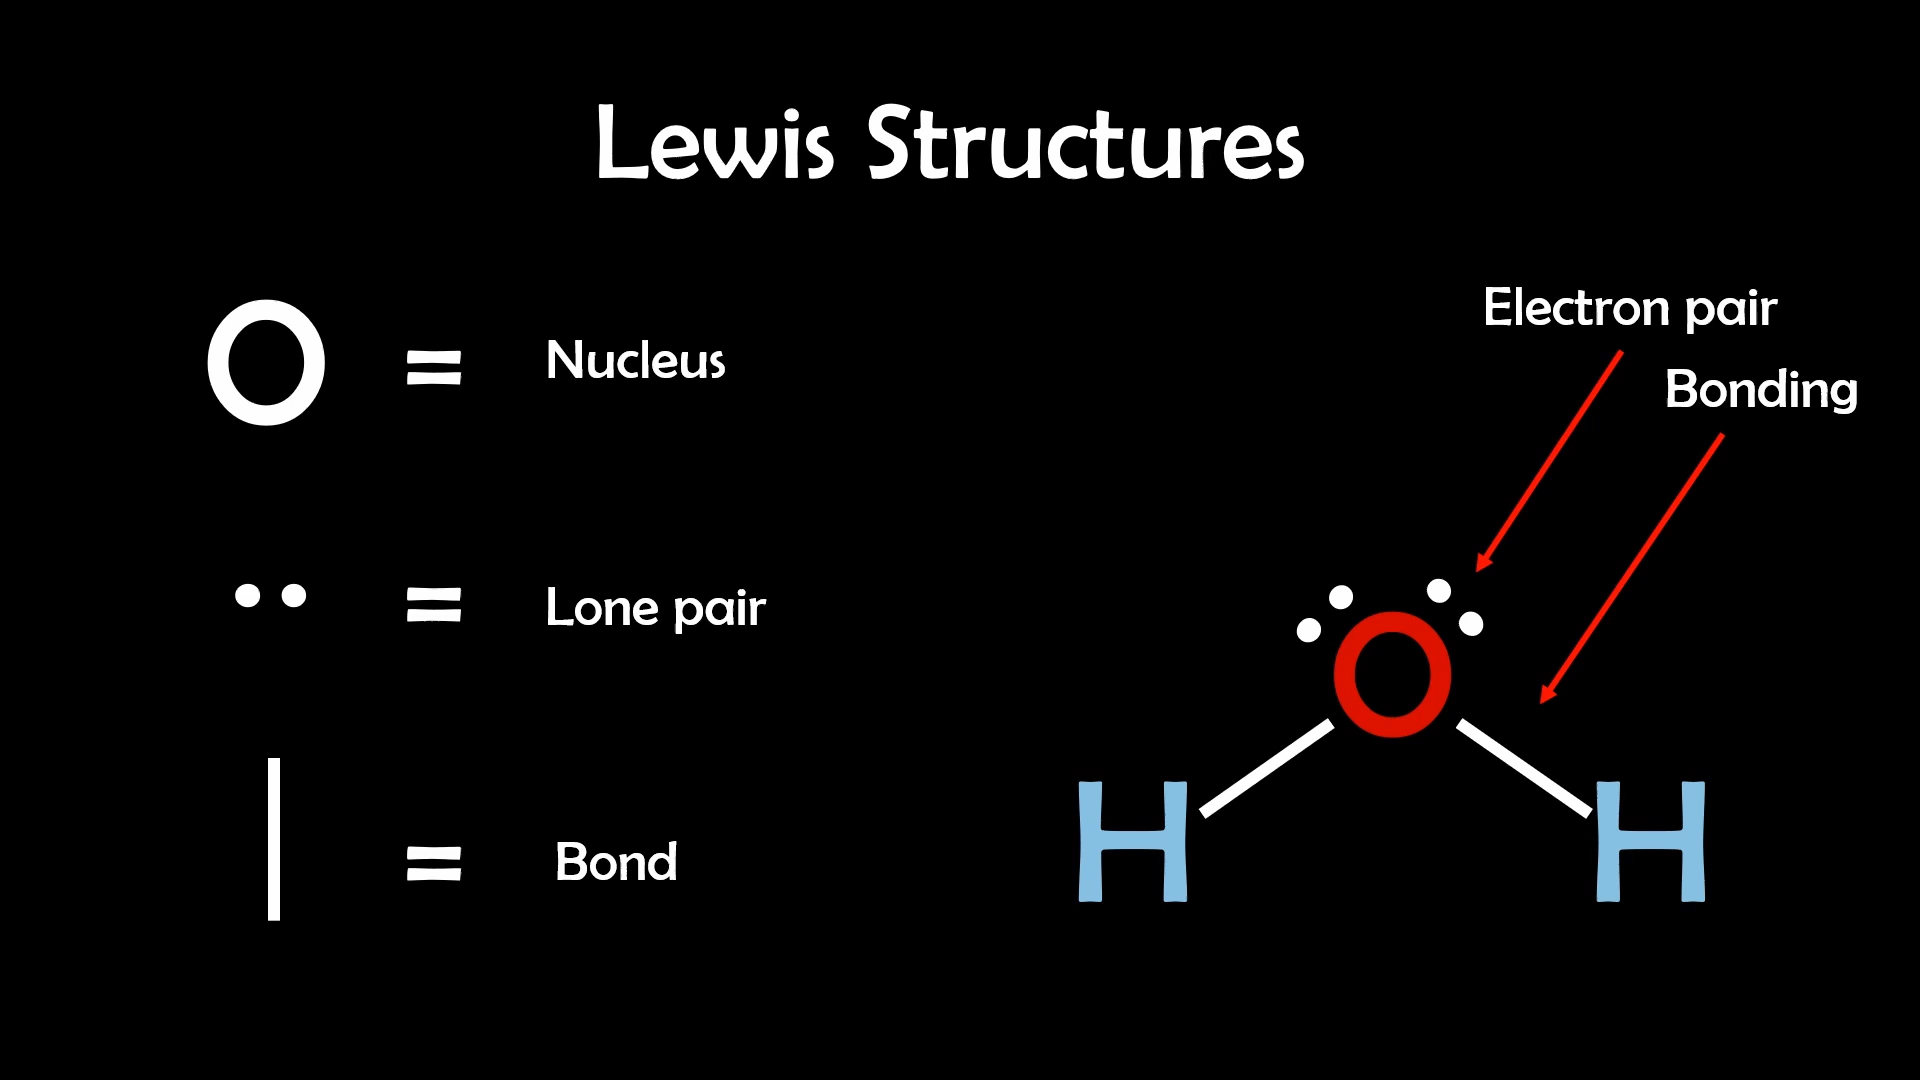 Lewis Structures
O = Nucleus
•• = Lone pair
| = Bond
Electron pair
Bonding
O
H H